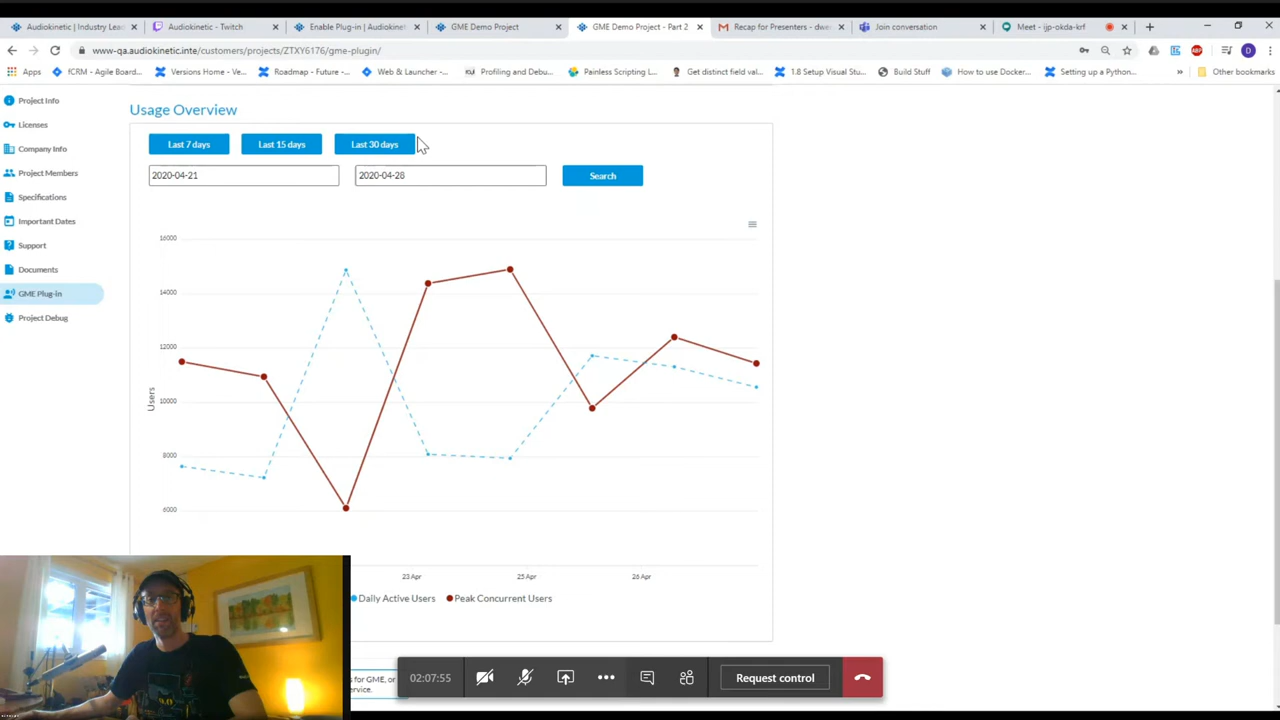 Audiokinetic | Industry Lea
Audiokinetic - Twitch
Enable Plug-in | Audiokinetic
GME Demo Project
GME Demo Project - Part 2
Recap for Presenters - dwe
Join conversation
Meet - ijp-okda-krf
www-qa.audiokinetic.inte/customers/projects/ZTXY6176/gme-plugin/
Apps
fCRM - Agile Board...
Versions Home - Ve...
Roadmap - Future -...
Web & Launcher -...
Profiling and Debu...
Painless Scripting L...
Get distinct field val...
1.8 Setup Visual Stu...
Build Stuff
How to use Docker...
Setting up a Python...
Other bookmarks
Project Info
Licenses
Company Info
Project Members
Specifications
Important Dates
Support
Documents
GME Plug-in
Project Debug
Usage Overview
Last 7 days
Last 15 days
Last 30 days
2020-04-21
2020-04-28
Search
16000
14000
12000
10000
8000
6000
Users
23 Apr
25 Apr
26 Apr
Daily Active Users
Peak Concurrent Users
s for GME, or
service.
02:07:55
Request control